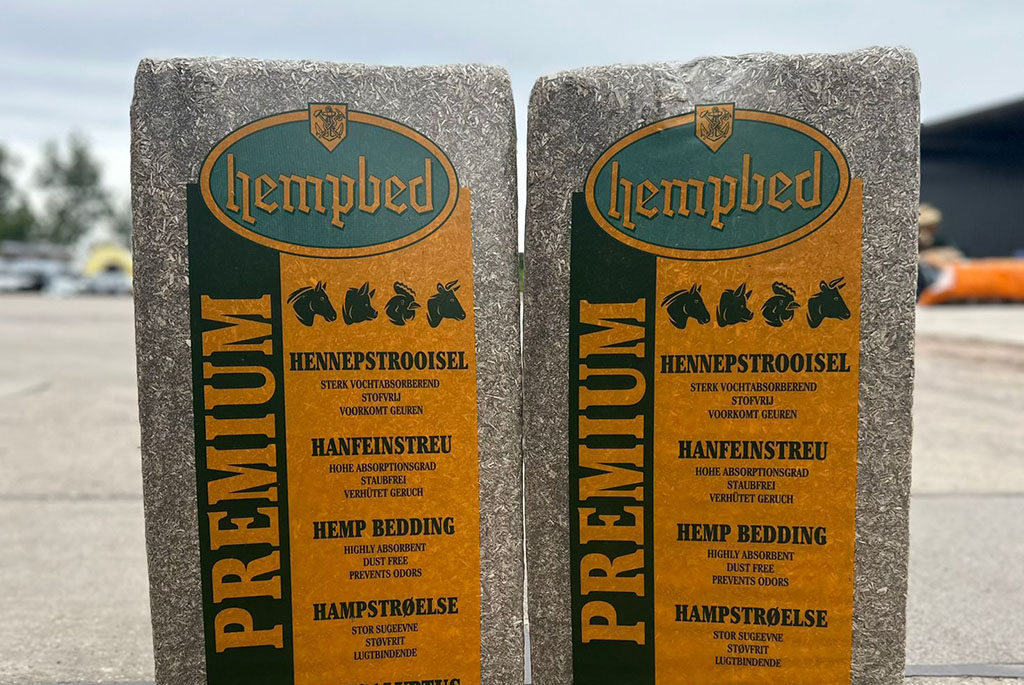 hempbed
PREMIUM
HENNEPSTROOISEL
STERK VOCHTABSORBEREND
STOFVRIJ
VOORKOMT GEUREN
HANFEINSTREU
HOHE ABSORPTIONSGRAD
STAUBFREI
VERHÜTET GERUCH
HEMP BEDDING
HIGHLY ABSORBENT
DUST FREE
PREVENTS ODORS
HAMPSTRØELSE
STOR SUGEEVNE
STØVFRIT
LUGTBINDENDE
hempbed
PREMIUM
HENNEPSTROOISEL
STERK VOCHTABSORBEREND
STOFVRIJ
VOORKOMT GEUREN
HANFEINSTREU
HOHE ABSORPTIONSGRAD
STAUBFREI
VERHÜTET GERUCH
HEMP BEDDING
HIGHLY ABSORBENT
DUST FREE
PREVENTS ODORS
HAMPSTRØELSE
STOR SUGEEVNE
STØVFRIT
LUGTBINDENDE